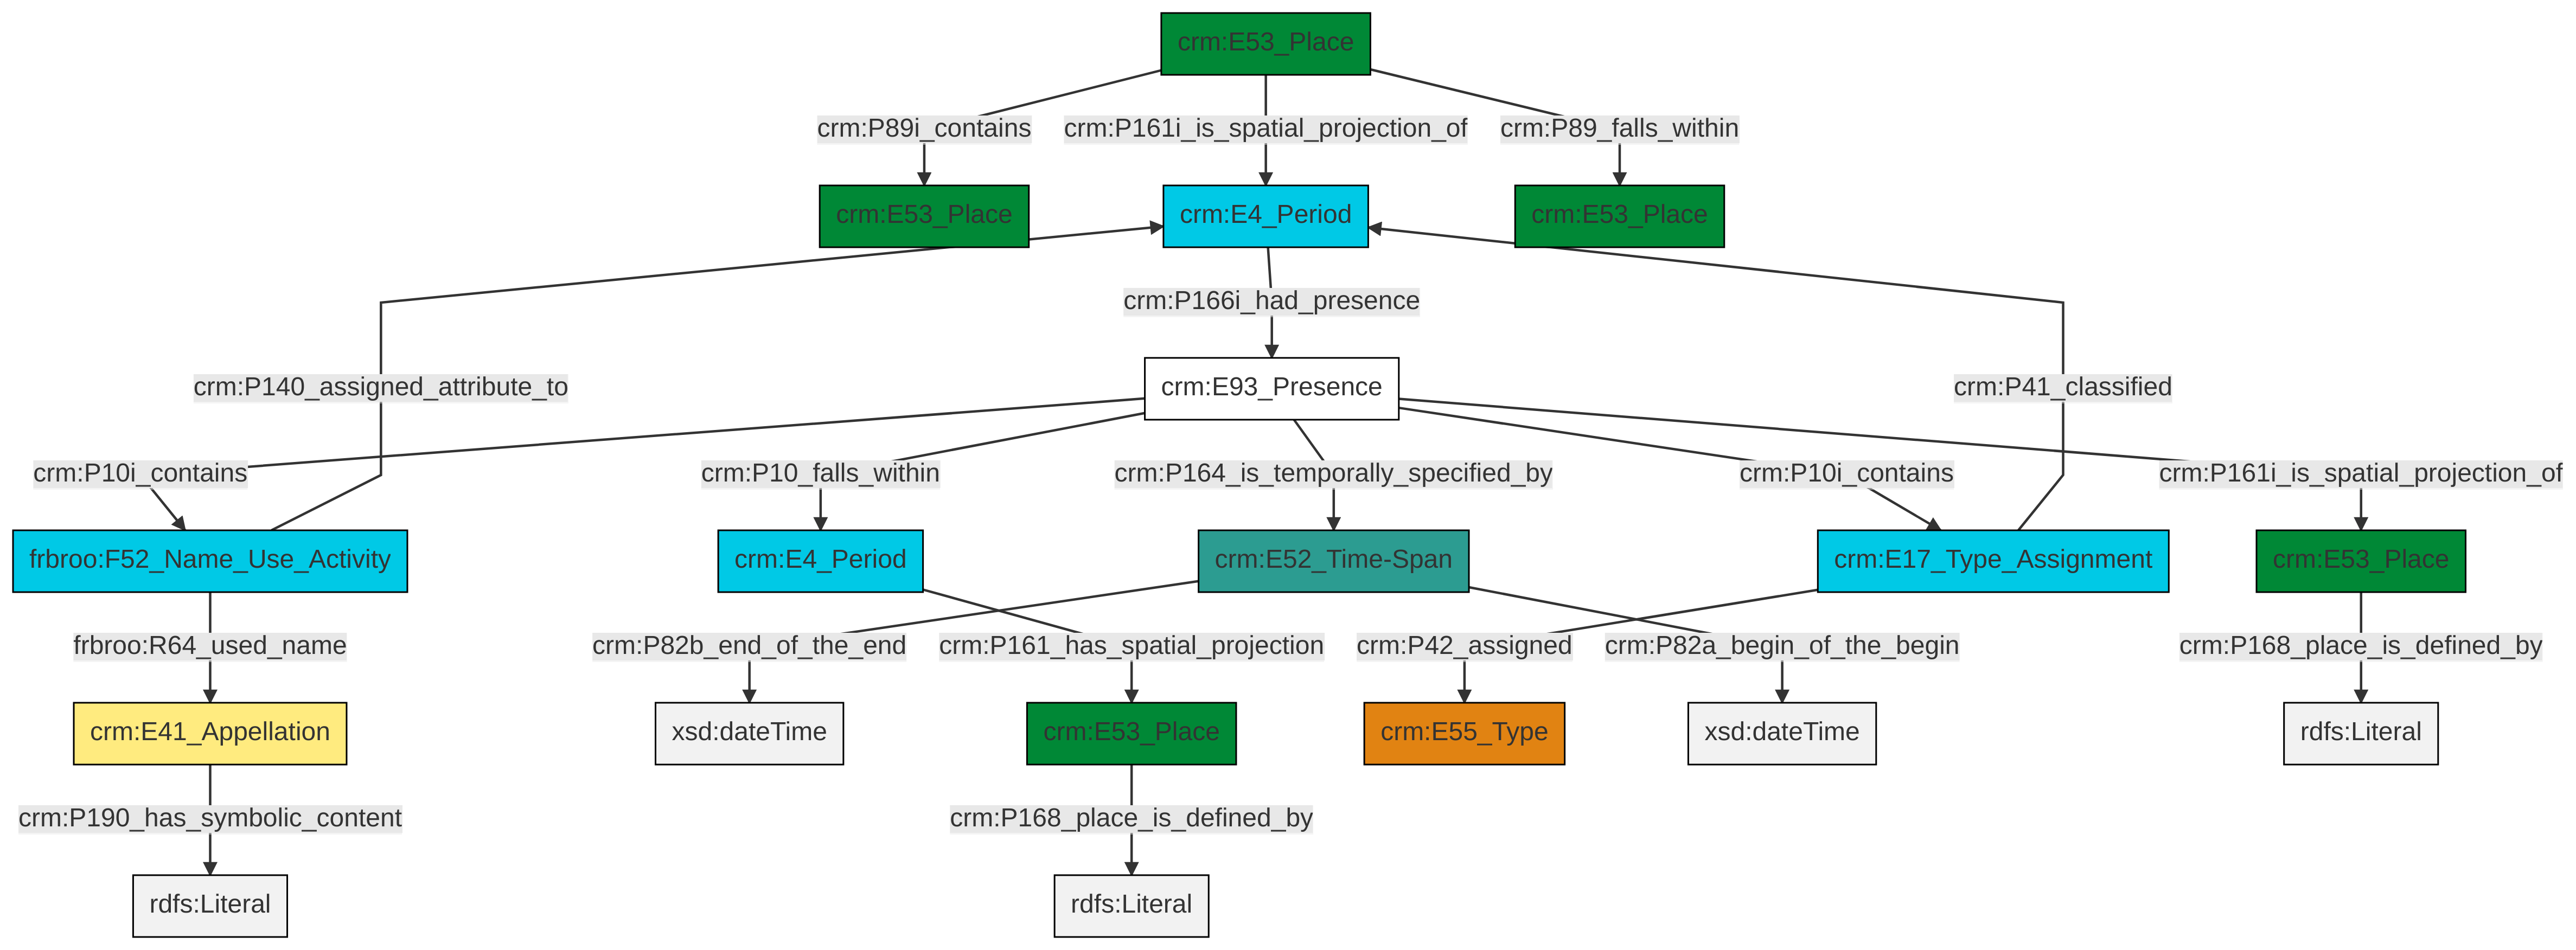 crm:E53_Place
crm:P89i_contains
crm:P161i_is_spatial_projection_of
crm:P89_falls_within
crm:E53_Place
crm:E4_Period
crm:E53_Place
crm:P166i_had_presence
crm:P140_assigned_attribute_to
crm:E93_Presence
crm:P41_classified
crm:P10i_contains
crm:P10_falls_within
crm:P164_is_temporally_specified_by
crm:P10i_contains
crm:P161i_is_spatial_projection_of
frbroo:F52_Name_Use_Activity
crm:E4_Period
crm:E52_Time-Span
crm:E17_Type_Assignment
crm:E53_Place
frbroo:R64_used_name
crm:P82b_end_of_the_end
crm:P161_has_spatial_projection
crm:P42_assigned
crm:P82a_begin_of_the_begin
crm:P168_place_is_defined_by
crm:E41_Appellation
xsd:dateTime
crm:E53_Place
crm:E55_Type
xsd:dateTime
rdfs:Literal
crm:P190_has_symbolic_content
crm:P168_place_is_defined_by
rdfs:Literal
rdfs:Literal